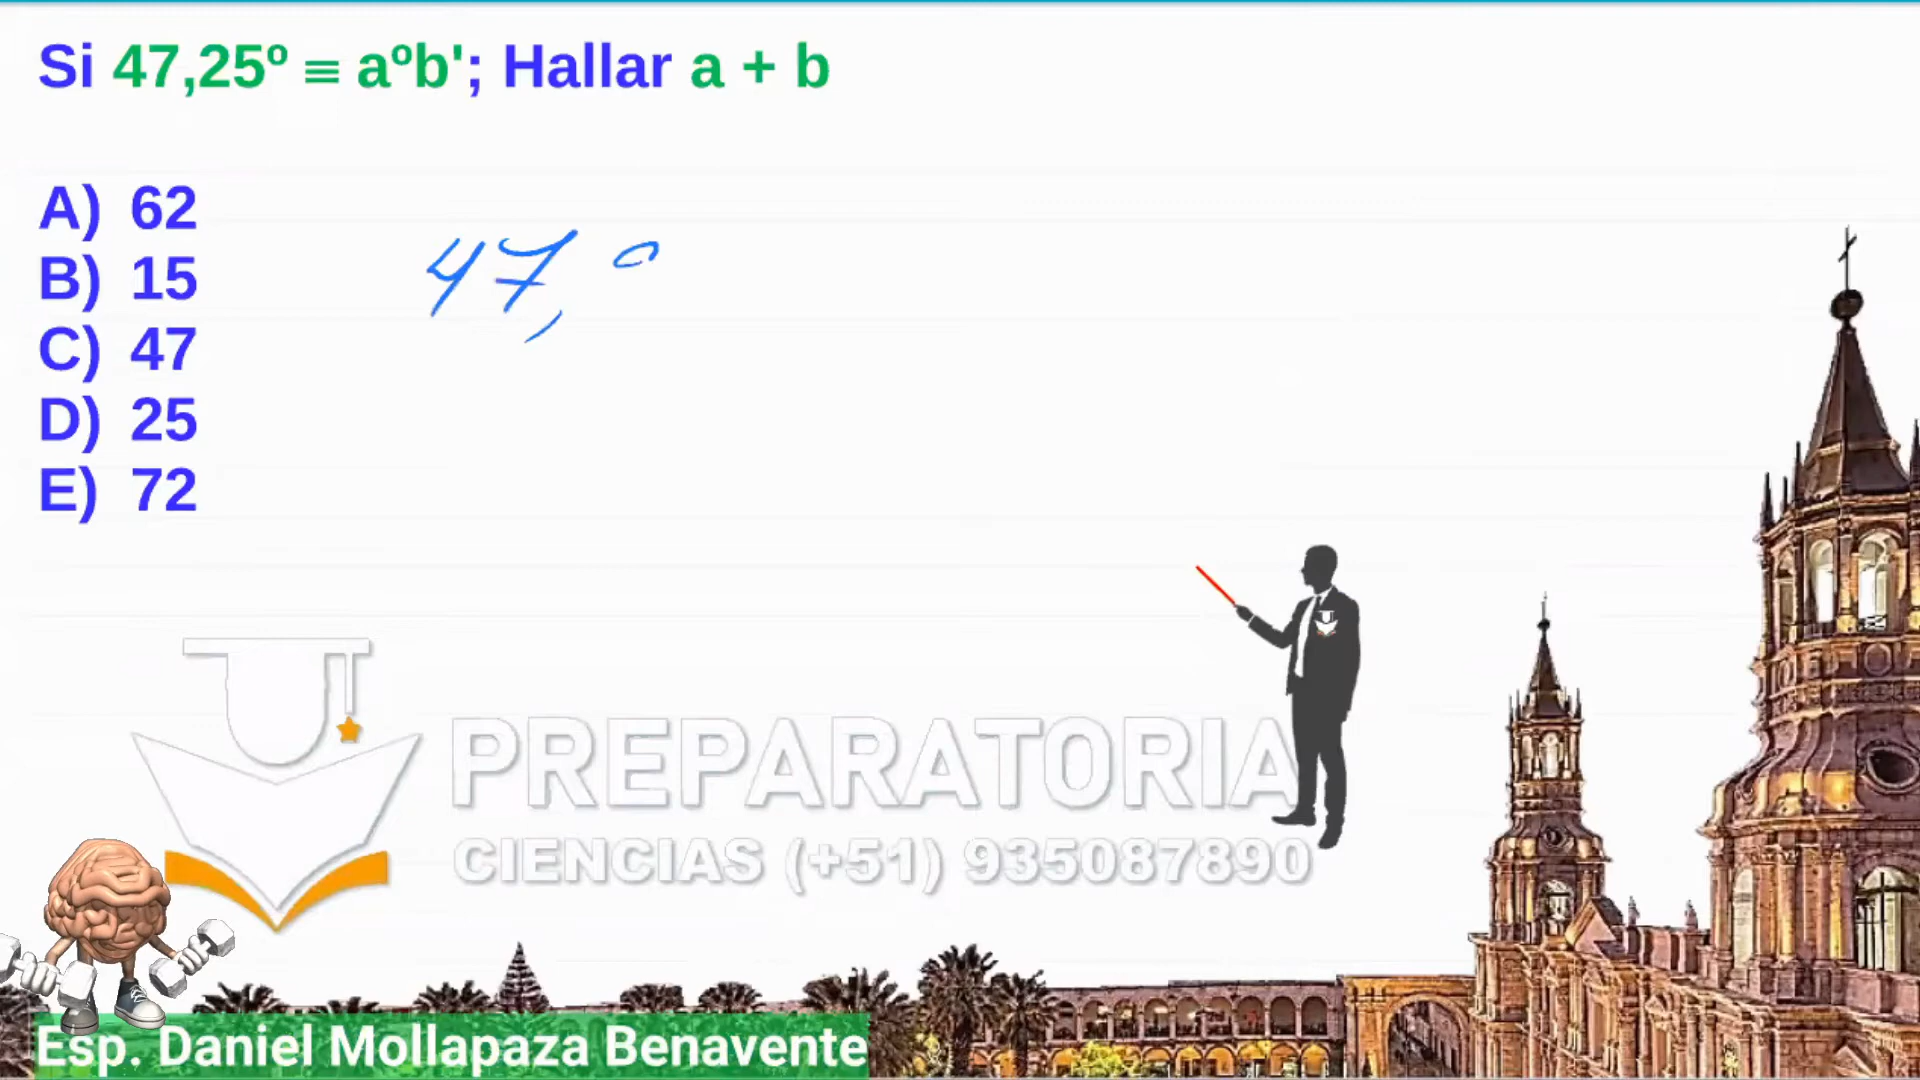 Si 47,25º ≡ aºb'; Hallar a + b
A) 62
B) 15
C) 47
D) 25
E) 72
47, º
PREPARATORIA
CIENCIAS (+51) 935087890
Esp. Daniel Mollapaza Benavente